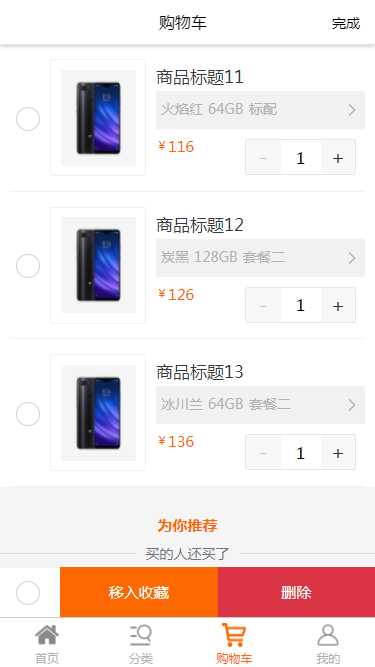 购物车 完成
商品标题11
火焰红 64GB 标配
¥116 - 1 +
商品标题12
炭黑 128GB 套餐二
¥126 - 1 +
商品标题13
冰川兰 64GB 套餐二
¥136 - 1 +
为你推荐
买的人还买了
移入收藏 删除
首页 分类 购物车 我的